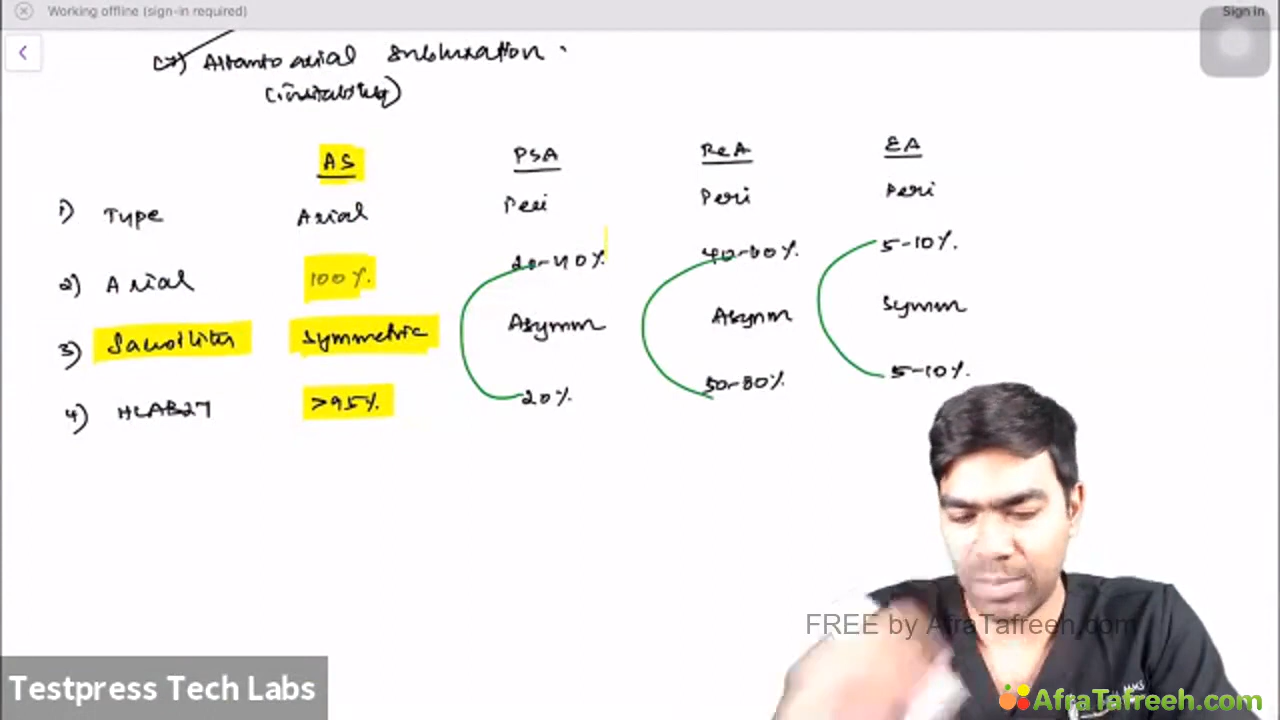 Working offline (sign-in required)
Sign in
Atlanto axial subluxation
AS PSA ReA EA
1) Type Axial Peri Peri Peri
2) Axial 100%. 20-40% 40-60%. 5-10%.
3) Sacroilitis Symmetric Asymm Asymm Symm
4) HLAB27 >95% 20%. 50-80% 5-10%.
FREE by AfraTafreeh.com
Testpress Tech Labs
AfraTafreeh.com